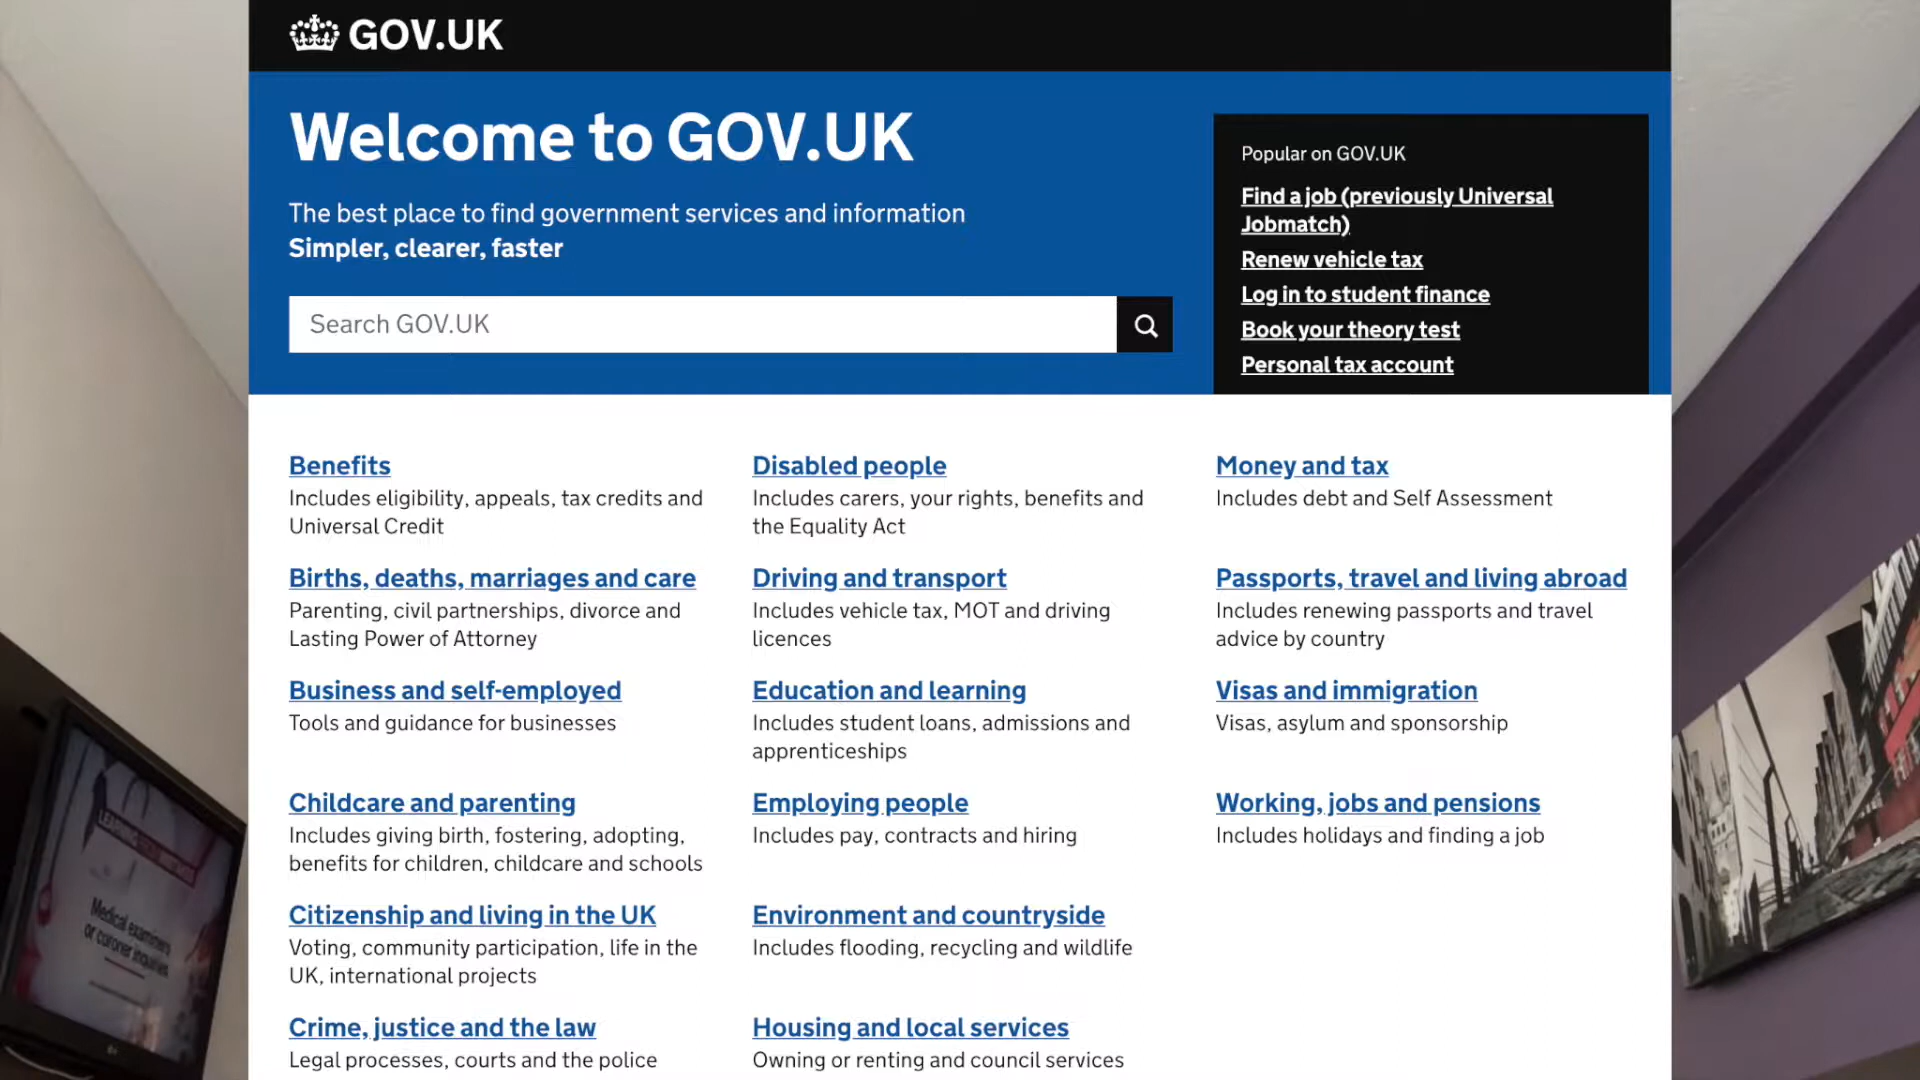 GOV.UK
Welcome to GOV.UK
The best place to find government services and information
Simpler, clearer, faster
Search GOV.UK
Popular on GOV.UK
Find a job (previously Universal
Jobmatch)
Renew vehicle tax
Log in to student finance
Book your theory test
Personal tax account
Benefits
Includes eligibility, appeals, tax credits and
Universal Credit
Births, deaths, marriages and care
Parenting, civil partnerships, divorce and
Lasting Power of Attorney
Business and self-employed
Tools and guidance for businesses
Childcare and parenting
Includes giving birth, fostering, adopting,
benefits for children, childcare and schools
Citizenship and living in the UK
Voting, community participation, life in the
UK, international projects
Crime, justice and the law
Legal processes, courts and the police
Disabled people
Includes carers, your rights, benefits and
the Equality Act
Driving and transport
Includes vehicle tax, MOT and driving
licences
Education and learning
Includes student loans, admissions and
apprenticeships
Employing people
Includes pay, contracts and hiring
Environment and countryside
Includes flooding, recycling and wildlife
Housing and local services
Owning or renting and council services
Money and tax
Includes debt and Self Assessment
Passports, travel and living abroad
Includes renewing passports and travel
advice by country
Visas and immigration
Visas, asylum and sponsorship
Working, jobs and pensions
Includes holidays and finding a job
Medical examiners
or coroner inquiries